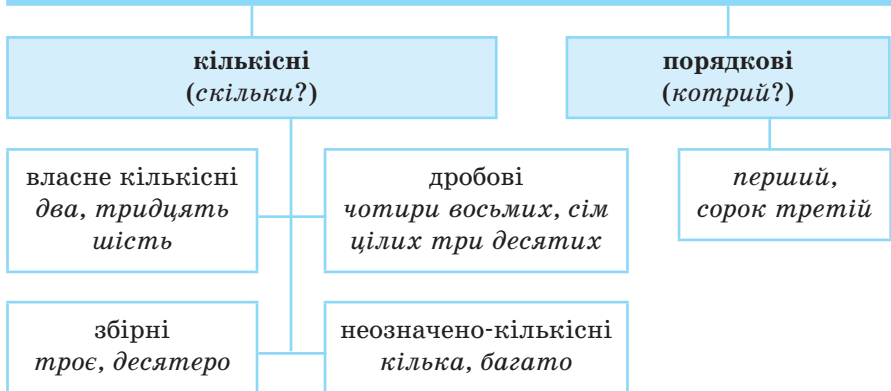 кількісні
(скільки?)
порядкові
(котрий?)
власне кількісні
два, тридцять
шість
дробові
чотири восьмих, сім
цілих три десятих
перший,
сорок третій
збірні
троє, десятеро
неозначено-кількісні
кілька, багато